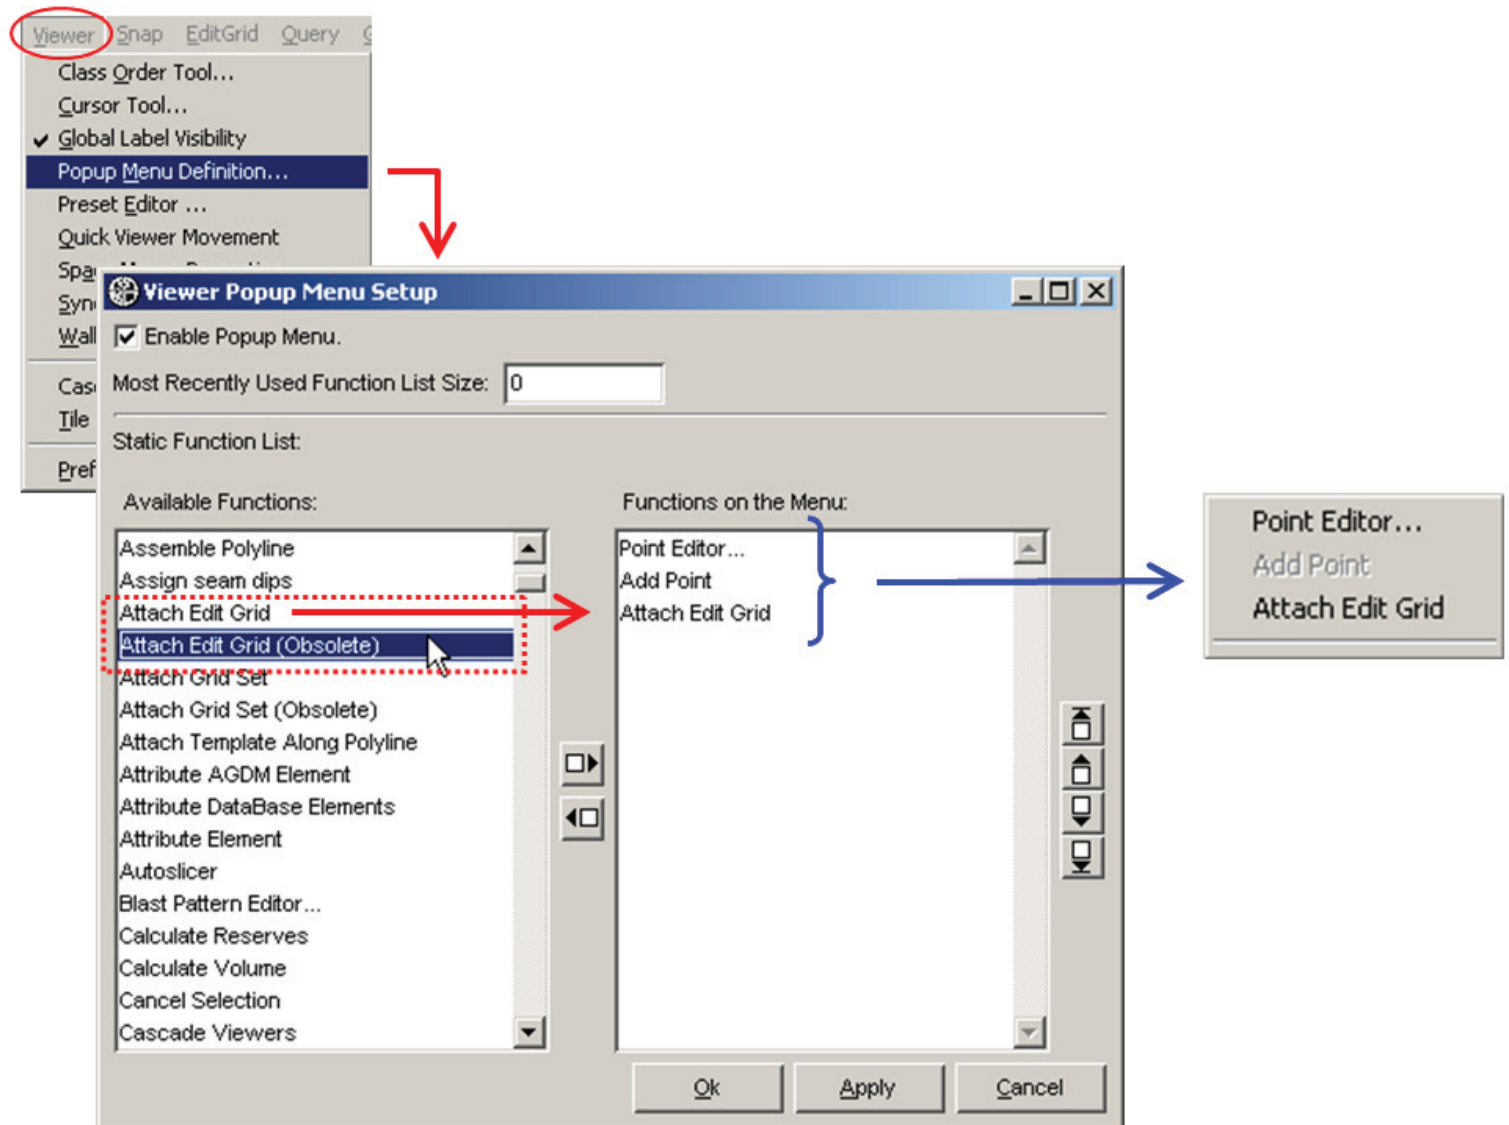 Viewer Snap EditGrid Query
Class Order Tool...
Cursor Tool...
Global Label Visibility
Popup Menu Definition...
Preset Editor ...
Quick Viewer Movement
Viewer Popup Menu Setup
Enable Popup Menu.
Most Recently Used Function List Size: 0
Tile
Static Function List:
Available Functions:
Assemble Polyline
Assign seam dips
Attach Edit Grid
Attach Edit Grid (Obsolete)
Attach Grid Set
Attach Grid Set (Obsolete)
Attach Template Along Polyline
Attribute AGDM Element
Attribute DataBase Elements
Attribute Element
Autoslicer
Blast Pattern Editor...
Calculate Reserves
Calculate Volume
Cancel Selection
Cascade Viewers
Functions on the Menu:
Point Editor...
Add Point
Attach Edit Grid
Ok Apply Cancel
Point Editor...
Add Point
Attach Edit Grid